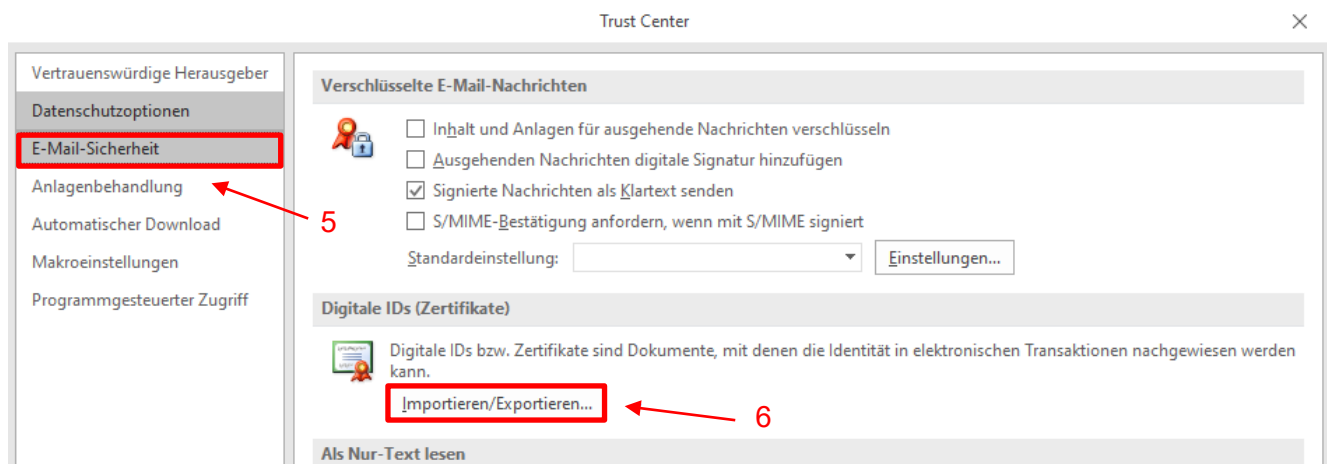 Trust Center
Vertrauenswürdige Herausgeber
Datenschutzoptionen
E-Mail-Sicherheit
Anlagenbehandlung
Automatischer Download
Makroeinstellungen
Programmgesteuerter Zugriff
5
Verschlüsselte E-Mail-Nachrichten
Inhalt und Anlagen für ausgehende Nachrichten verschlüsseln
Ausgehenden Nachrichten digitale Signatur hinzufügen
Signierte Nachrichten als Klartext senden
S/MIME-Bestätigung anfordern, wenn mit S/MIME signiert
Standardeinstellung:
Einstellungen...
Digitale IDs (Zertifikate)
Digitale IDs bzw. Zertifikate sind Dokumente, mit denen die Identität in elektronischen Transaktionen nachgewiesen werden
kann.
Importieren/Exportieren...
6
Als Nur-Text lesen